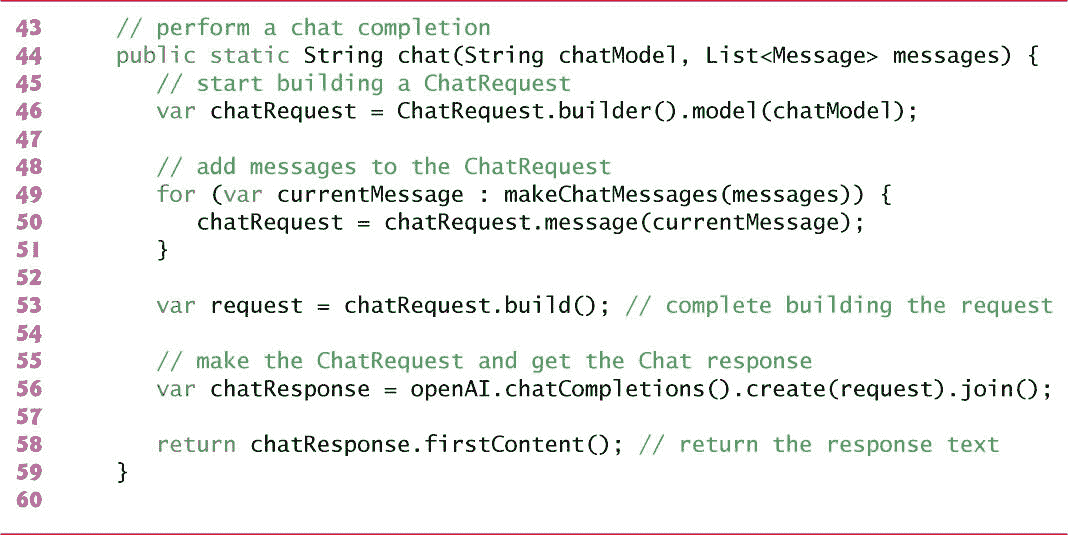 43 // perform a chat completion
44 public static String chat(String chatModel, List<Message> messages) {
45 // start building a ChatRequest
46 var chatRequest = ChatRequest.builder().model(chatModel);
47
48 // add messages to the ChatRequest
49 for (var currentMessage : makeChatMessages(messages)) {
50 chatRequest = chatRequest.message(currentMessage);
51 }
52
53 var request = chatRequest.build(); // complete building the request
54
55 // make the ChatRequest and get the Chat response
56 var chatResponse = openAI.chatCompletions().create(request).join();
57
58 return chatResponse.firstContent(); // return the response text
59 }
60